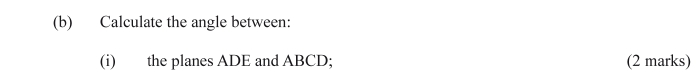 (b) Calculate the angle between:
(i) the planes ADE and ABCD; (2 marks)